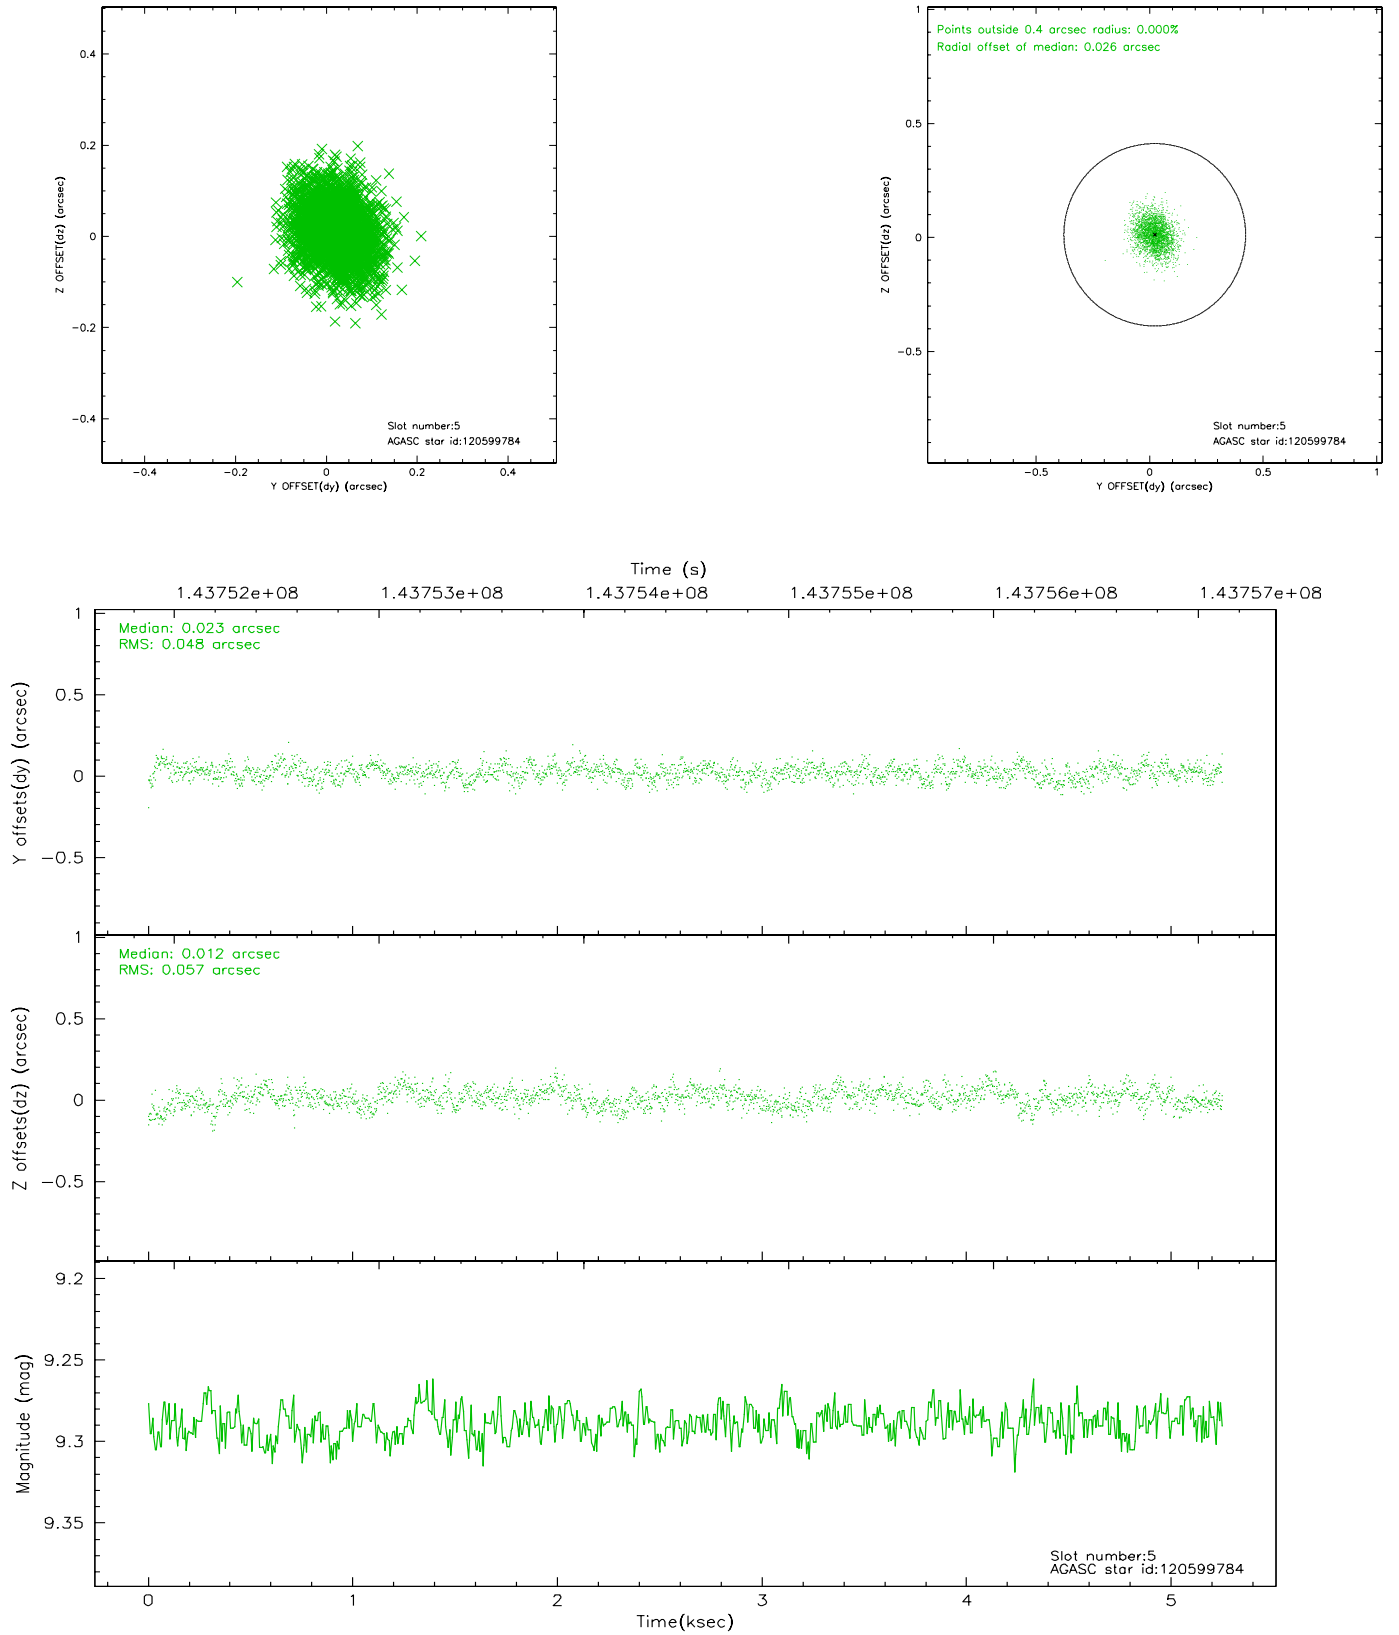 0.4
0.2
0
−0.2
−0.4
Z OFFSET(dz) (arcsec)
Slot number:5
AGASC star id:120599784
−0.4
−0.2
0
0.2
0.4
Y OFFSET(dy) (arcsec)
1
0.5
0
−0.5
Z OFFSET(dz) (arcsec)
Points outside 0.4 arcsec radius: 0.000%
Radial offset of median: 0.026 arcsec
Slot number:5
AGASC star id:120599784
−0.5
0
0.5
1
Y OFFSET(dy) (arcsec)
Time (s)
1.43752e+08
1.43753e+08
1.43754e+08
1.43755e+08
1.43756e+08
1.43757e+08
Median: 0.023 arcsec
RMS: 0.048 arcsec
1
0.5
0
−0.5
Y offsets(dy) (arcsec)
Median: 0.012 arcsec
RMS: 0.057 arcsec
1
0.5
0
−0.5
Z offsets(dz) (arcsec)
9.2
9.25
9.3
9.35
Magnitude (mag)
Slot number:5
AGASC star id:120599784
0
1
2
3
4
5
Time(ksec)